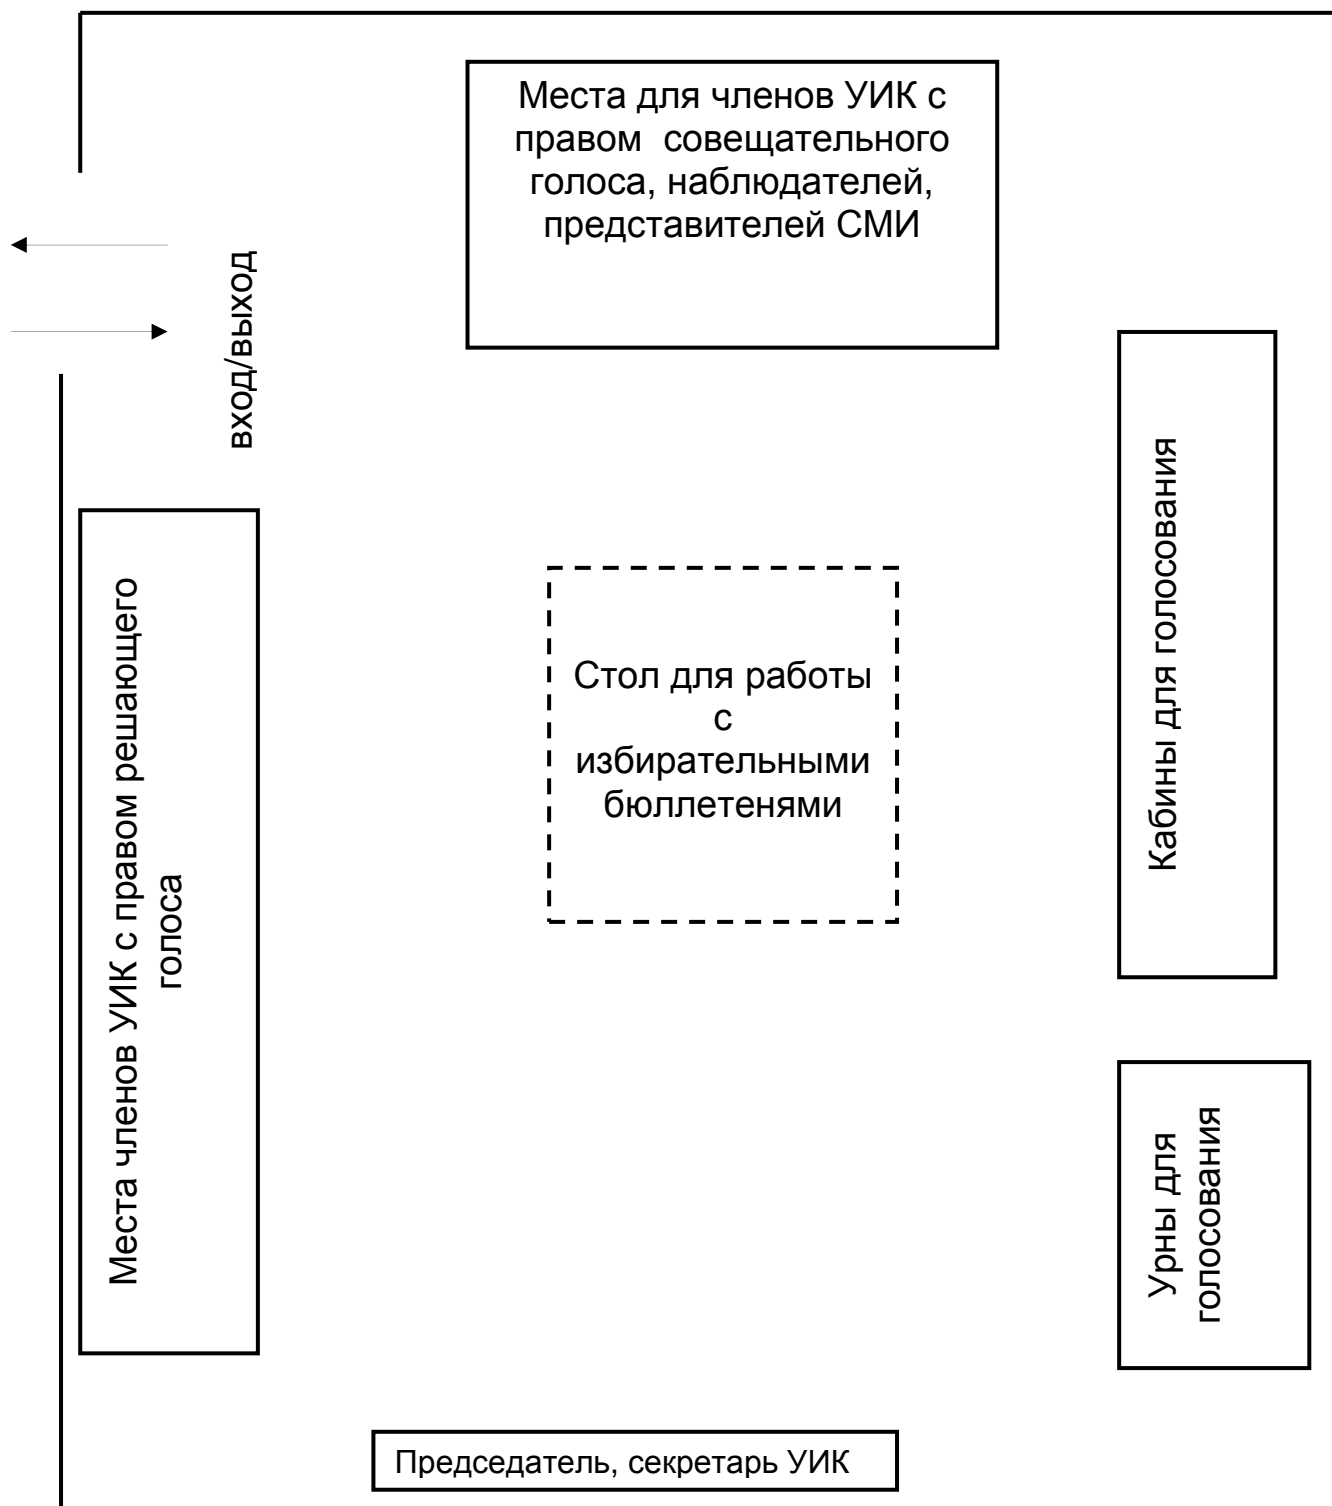 Места для членов УИК с
правом совещательного
голоса, наблюдателей,
представителей СМИ
вход/выход
Места членов УИК с правом решающего
голоса
Стол для работы
с
избирательными
бюллетенями
Кабины для голосования
Урны для
голосования
Председатель, секретарь УИК